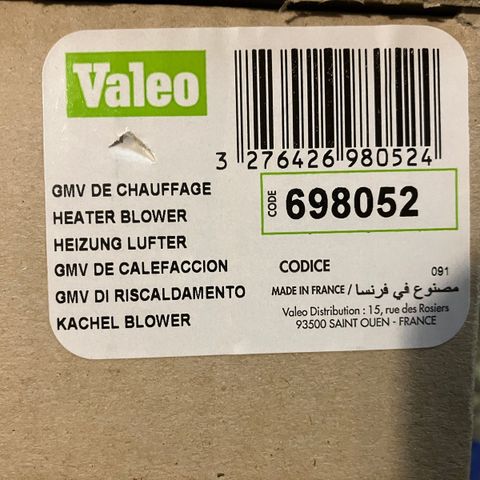 Valeo
3 276426 980524
GMV DE CHAUFFAGE
HEATER BLOWER
HEIZUNG LUFTER
GMV DE CALEFACCION
GMV DI RISCALDAMENTO
KACHEL BLOWER
CODE 698052
CODICE 091
MADE IN FRANCE / مصنوع في فرنسا
Valeo Distribution : 15, rue des Rosiers
93500 SAINT OUEN - FRANCE